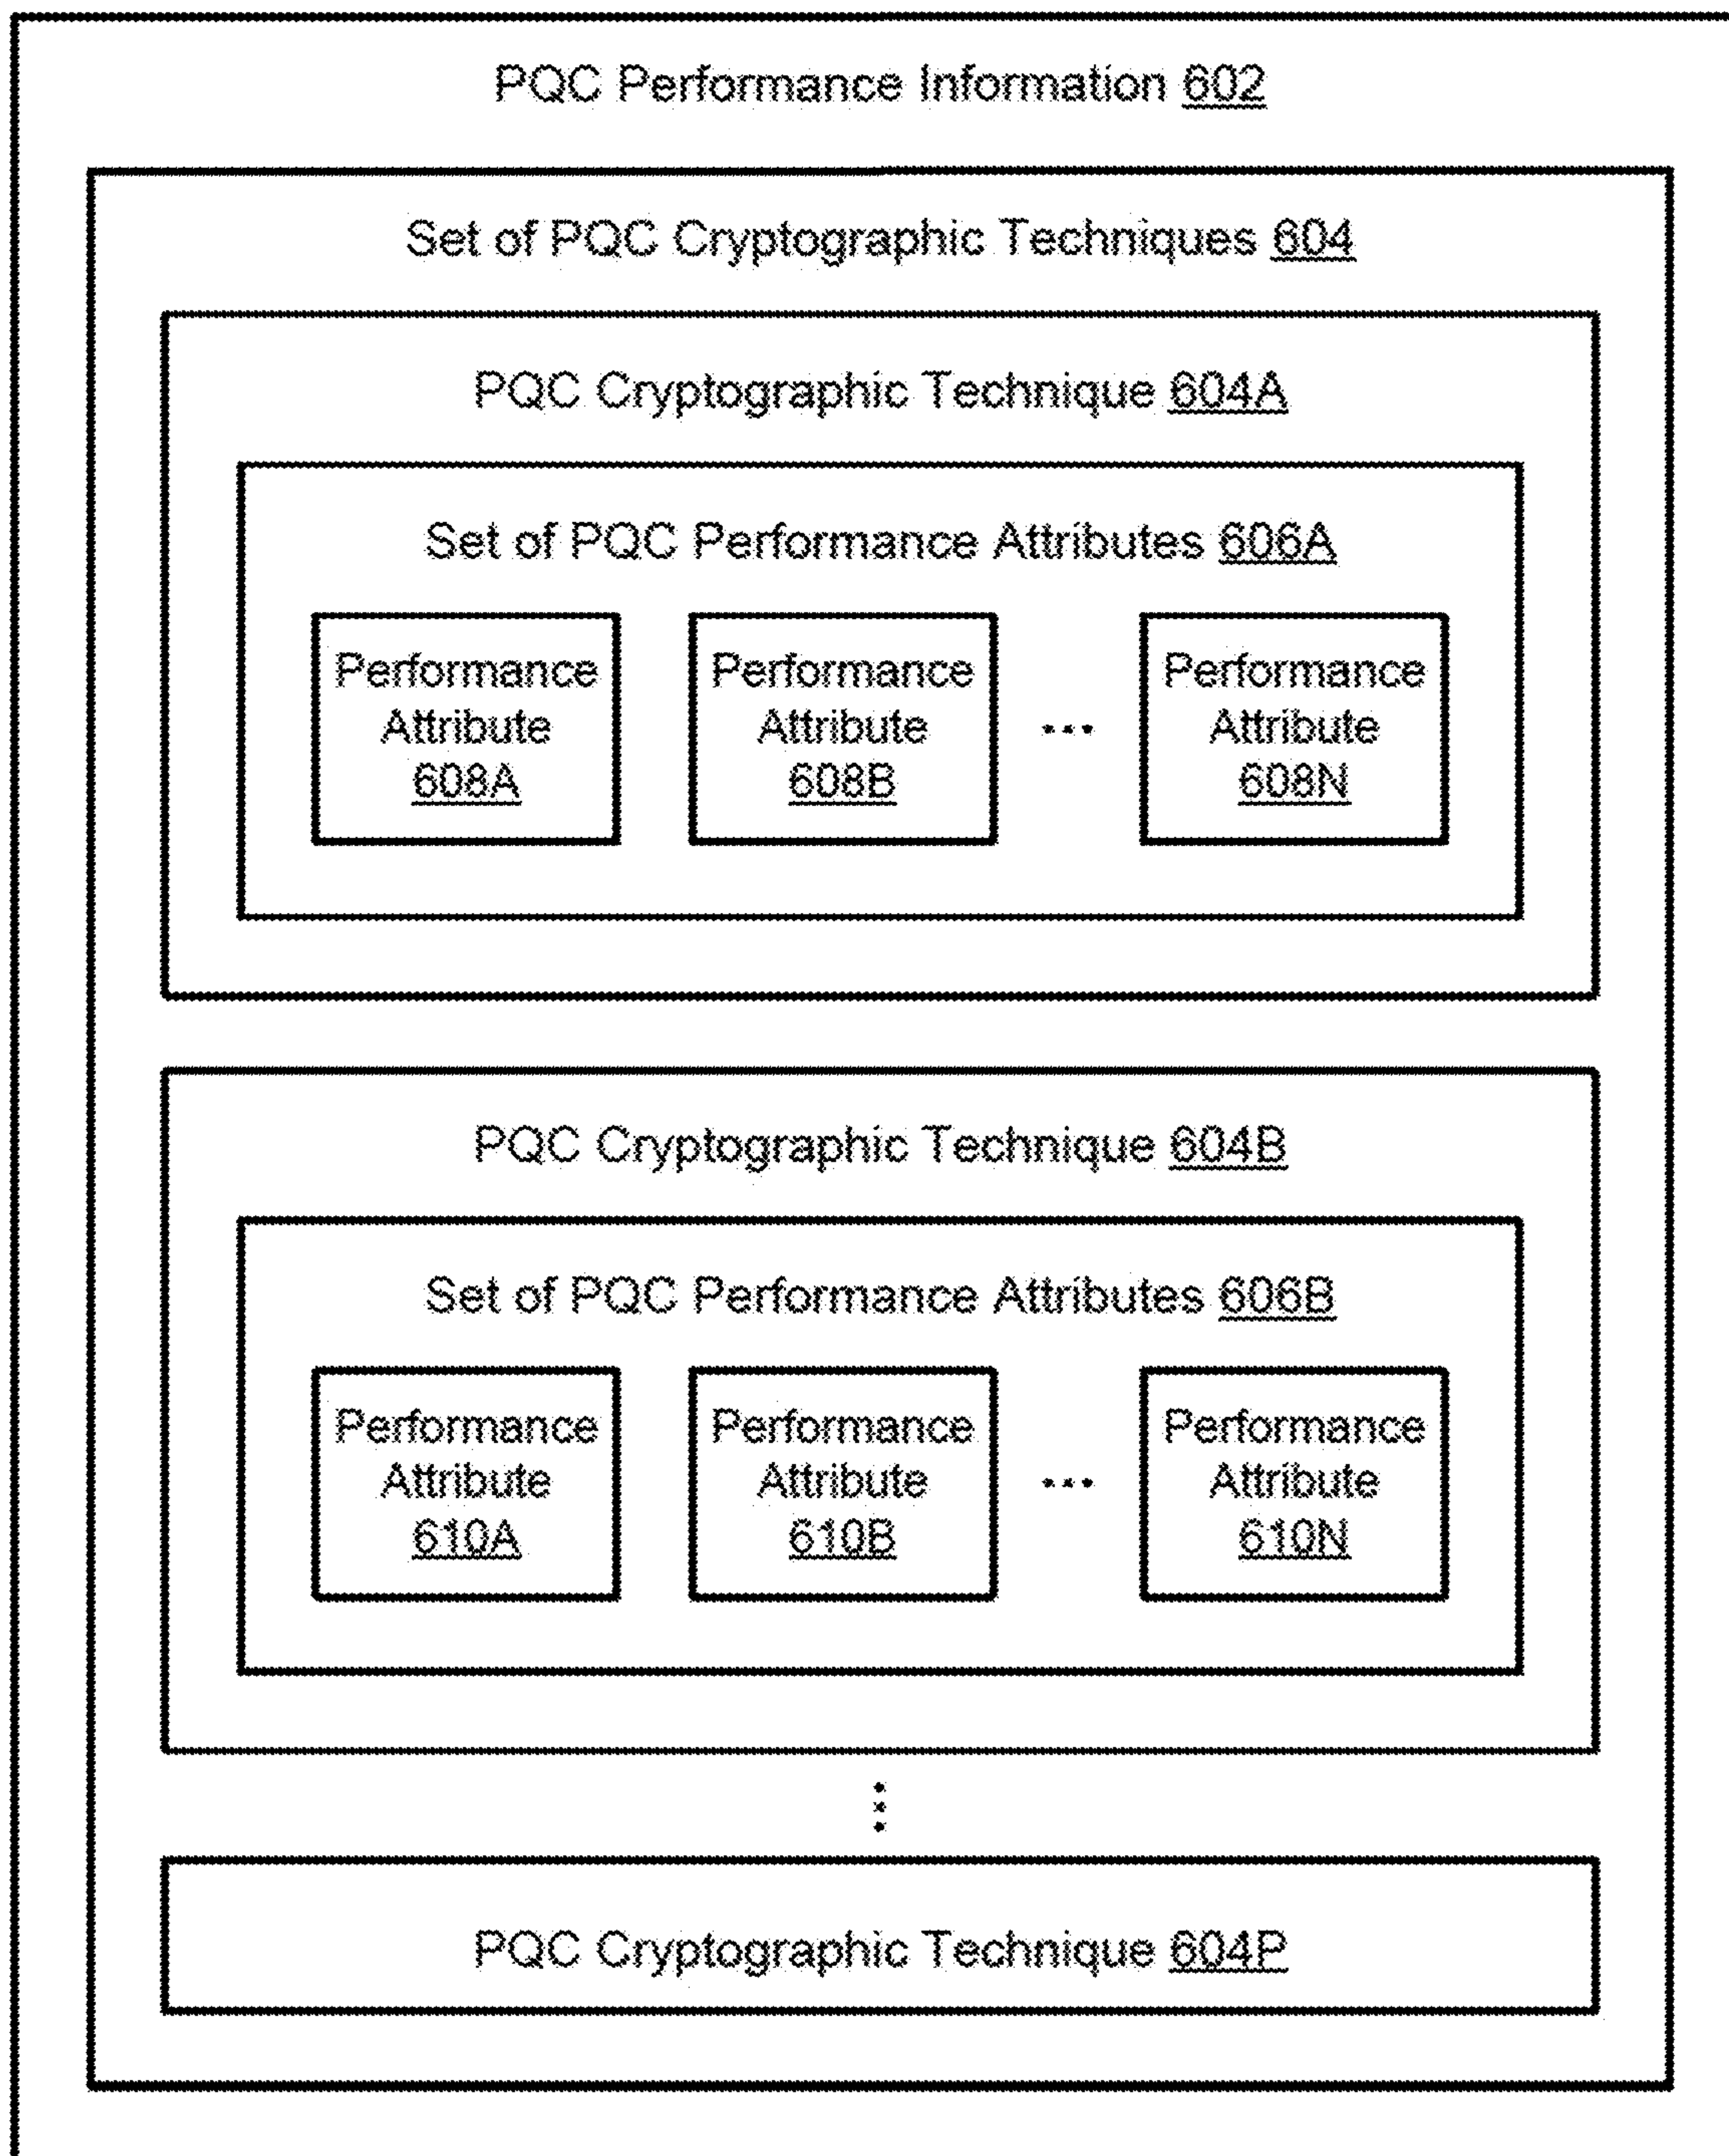 PQC Performance Information 602
Set of PQC Cryptographic Techniques 604
PQC Cryptographic Technique 604A
Set of PQC Performance Attributes 606A
Performance
Attribute
608A
Performance
Attribute
608B
...
Performance
Attribute
608N
PQC Cryptographic Technique 604B
Set of PQC Performance Attributes 606B
Performance
Attribute
610A
Performance
Attribute
610B
...
Performance
Attribute
610N
PQC Cryptographic Technique 604P